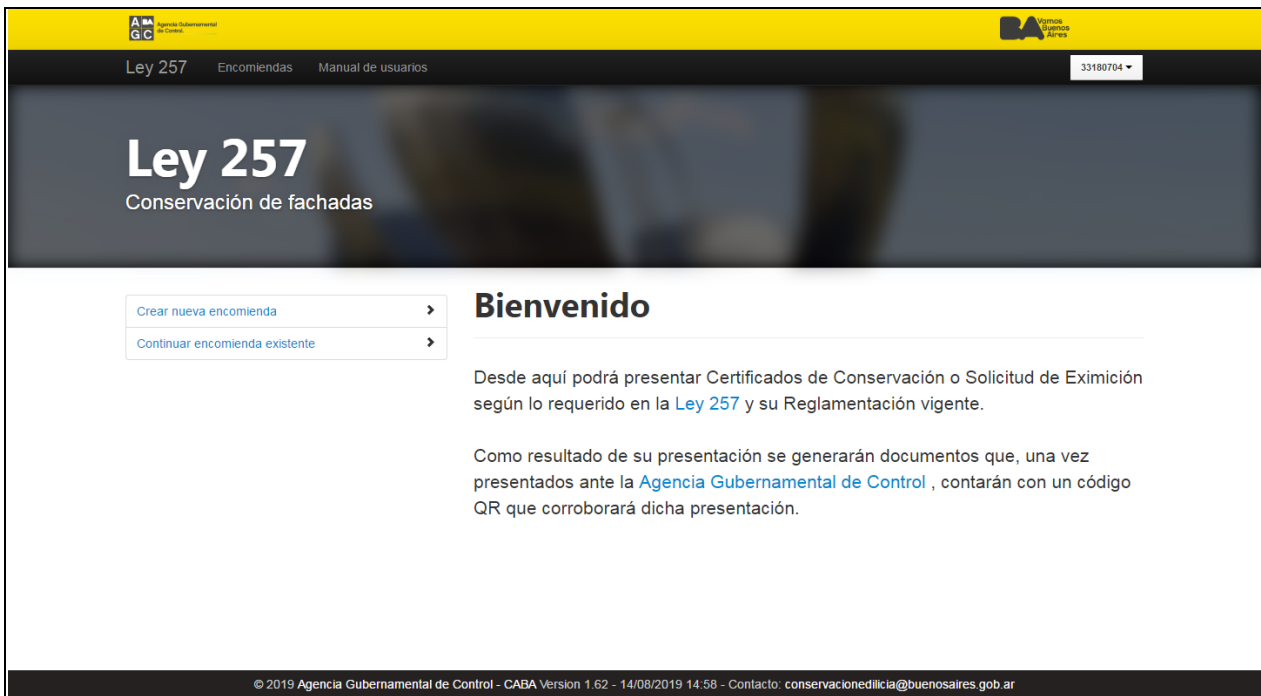 A BA
G C
Agencia Gubernamental
de Control.
BA
Vamos
Buenos
Aires
Ley 257 Encomiendas Manual de usuarios 33180704
Ley 257
Conservación de fachadas
Crear nueva encomienda
Continuar encomienda existente
Bienvenido
Desde aquí podrá presentar Certificados de Conservación o Solicitud de Eximición
según lo requerido en la Ley 257 y su Reglamentación vigente.
Como resultado de su presentación se generarán documentos que, una vez
presentados ante la Agencia Gubernamental de Control , contarán con un código
QR que corroborará dicha presentación.
© 2019 Agencia Gubernamental de Control - CABA Version 1.62 - 14/08/2019 14:58 - Contacto: conservacionedilicia@buenosaires.gob.ar